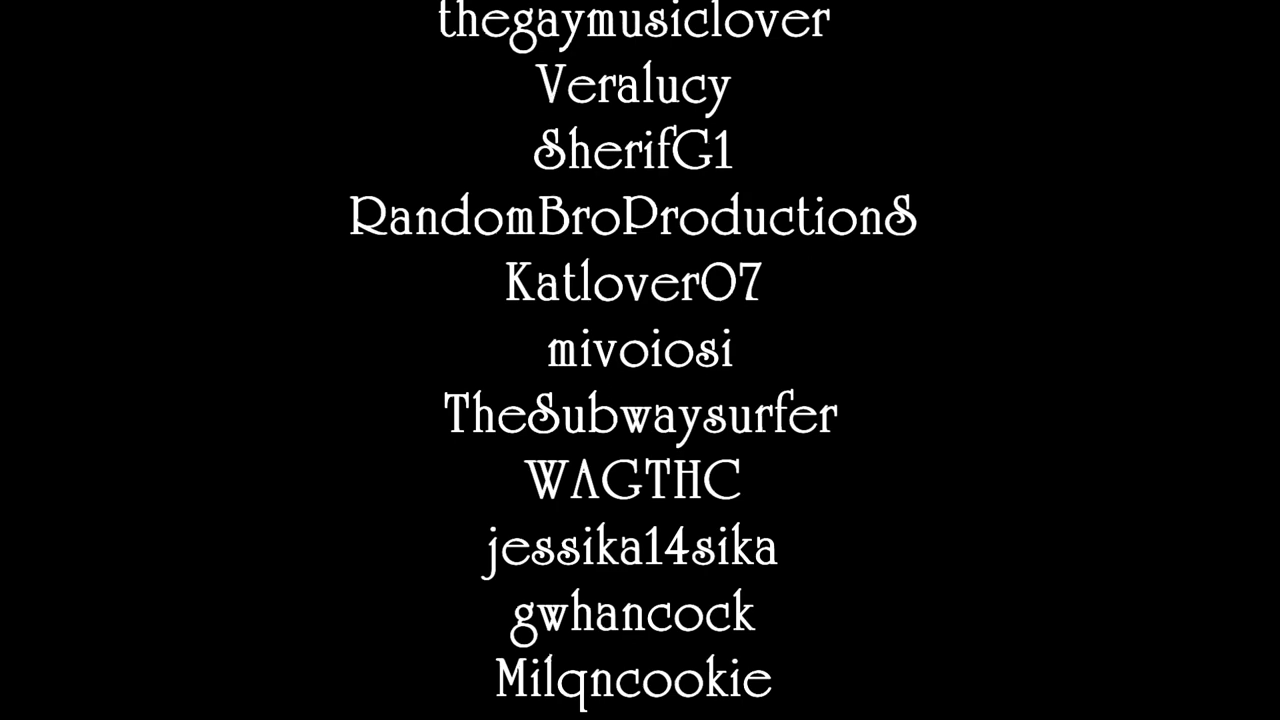 thegaymusiclover
Veralucy
SherifG1
RandomBroProductionS
Katlover07
mivoiosi
TheSubwaysurfer
WAGTHC
jessika14sika
gwhancock
Milqncookie